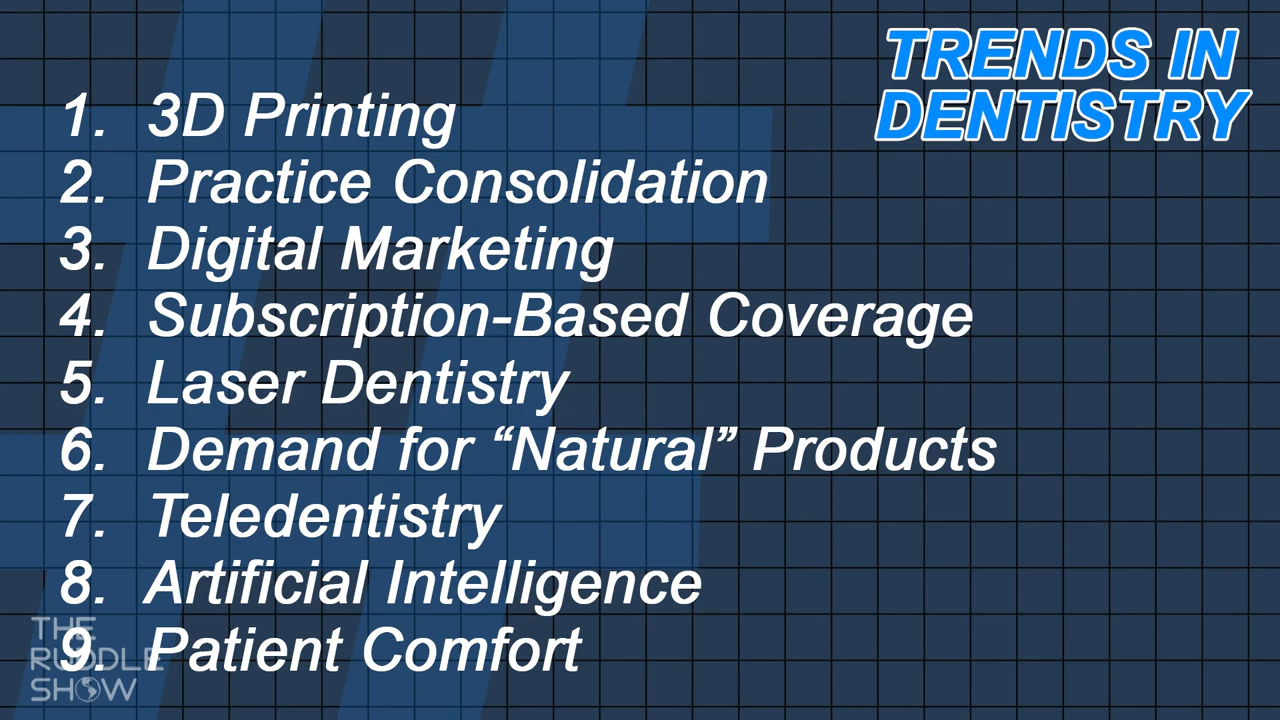 TRENDS IN
DENTISTRY
1. 3D Printing
2. Practice Consolidation
3. Digital Marketing
4. Subscription-Based Coverage
5. Laser Dentistry
6. Demand for “Natural” Products
7. Teledentistry
8. Artificial Intelligence
9. Patient Comfort
THE
RUDDLE
SHOW